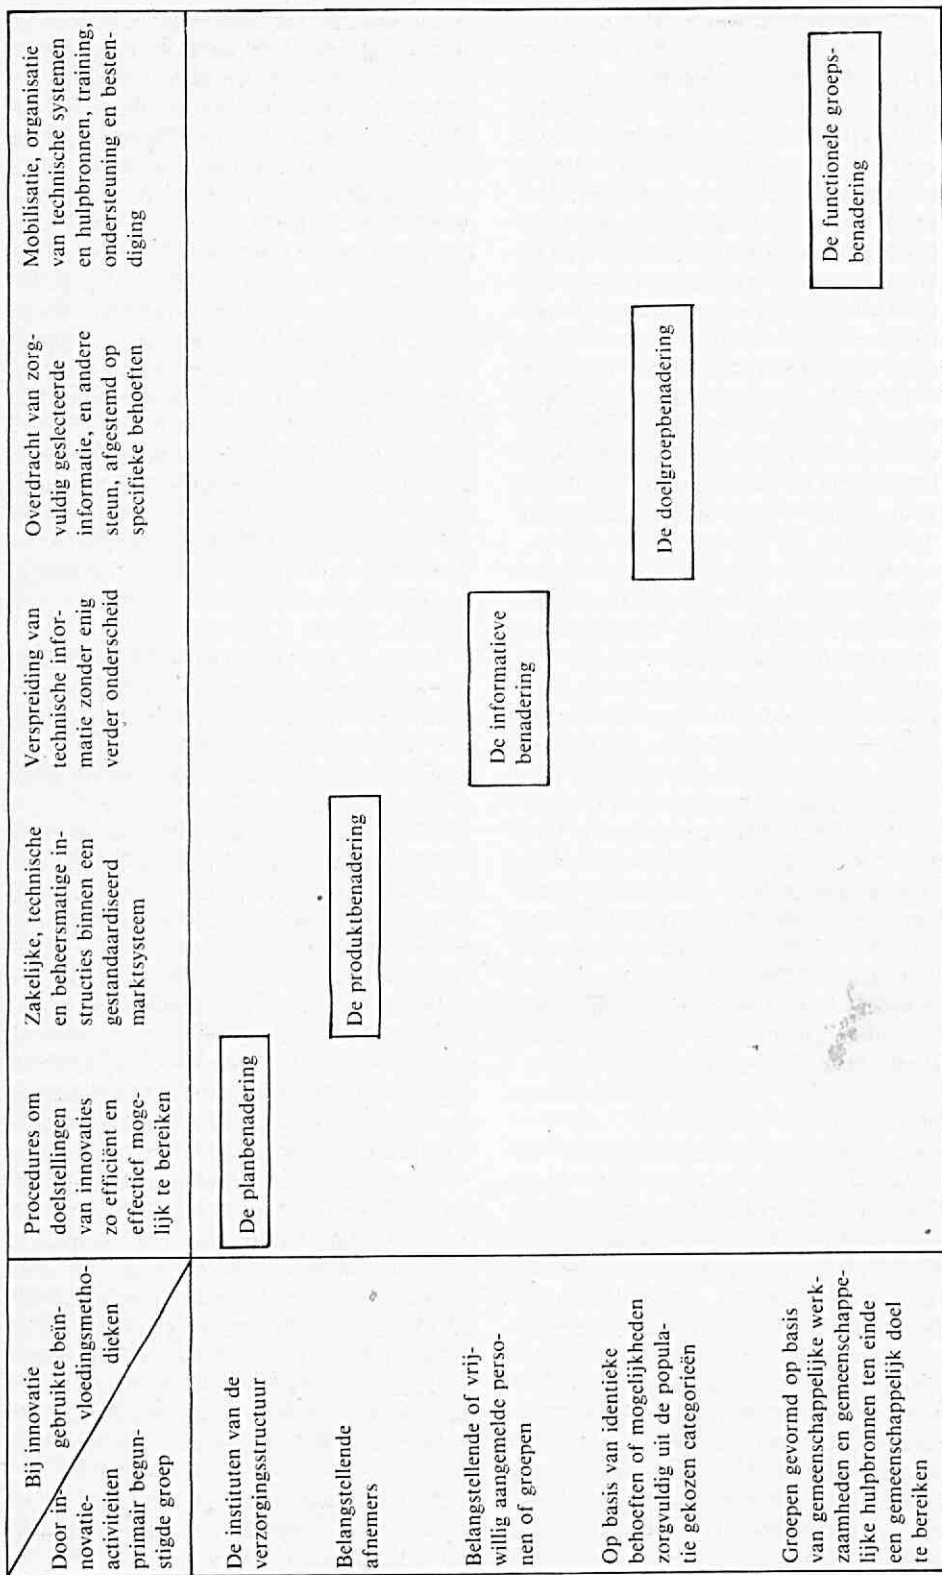 Bij innovatie
gebruikte beïn-
vloedingsmetho-
dieken
Door in-
novatie-
activiteiten
primair begun-
stigde groep
Procedures om
doelstellingen
van innovaties
zo efficiënt en
effectief moge-
lijk te bereiken
Zakelijke, technische
en beheersmatige in-
structies binnen een
gestandaardiseerd
marktsysteem
Verspreiding van
technische infor-
matie zonder enig
verder onderscheid
Overdracht van zorg-
vuldig geslecteerde
informatie, en andere
steun, afgestemd op
specifieke behoeften
Mobilisatie, organisatie
van technische systemen
en hulpbronnen, training,
ondersteuning en besten-
diging
De instituten van de
verzorgingsstructuur
De planbenadering
Belangstellende
afnemers
De produktbenadering
Belangstellende of vrij-
willig aangemelde perso-
nen of groepen
De informatieve
benadering
Op basis van identieke
behoeften of mogelijkheden
zorgvuldig uit de popula-
tie gekozen categorieën
De doelgroepbenadering
Groepen gevormd op basis
van gemeenschappelijke werk-
zaamheden en gemeenschappe-
lijke hulpbronnen ten einde
een gemeenschappelijk doel
te bereiken
De functionele groeps-
benadering